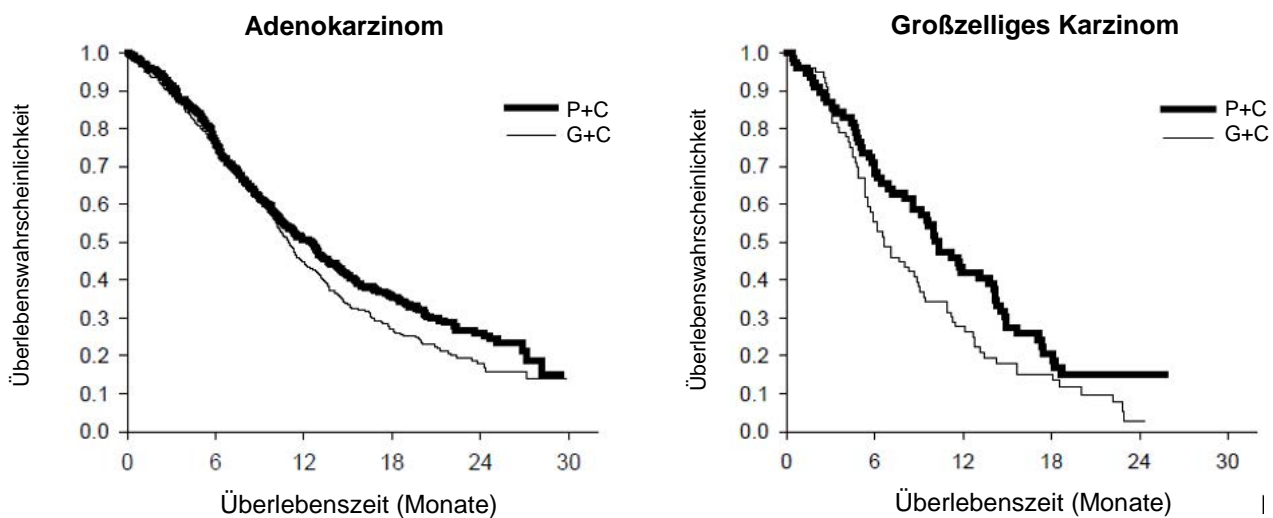 Adenokarzinom
Überlebenswahrscheinlichkeit
1.0
0.9
0.8
0.7
0.6
0.5
0.4
0.3
0.2
0.1
0.0
P+C
G+C
0 6 12 18 24 30
Überlebenszeit (Monate)
Großzelliges Karzinom
Überlebenswahrscheinlichkeit
1.0
0.9
0.8
0.7
0.6
0.5
0.4
0.3
0.2
0.1
0.0
P+C
G+C
0 6 12 18 24 30
Überlebenszeit (Monate)